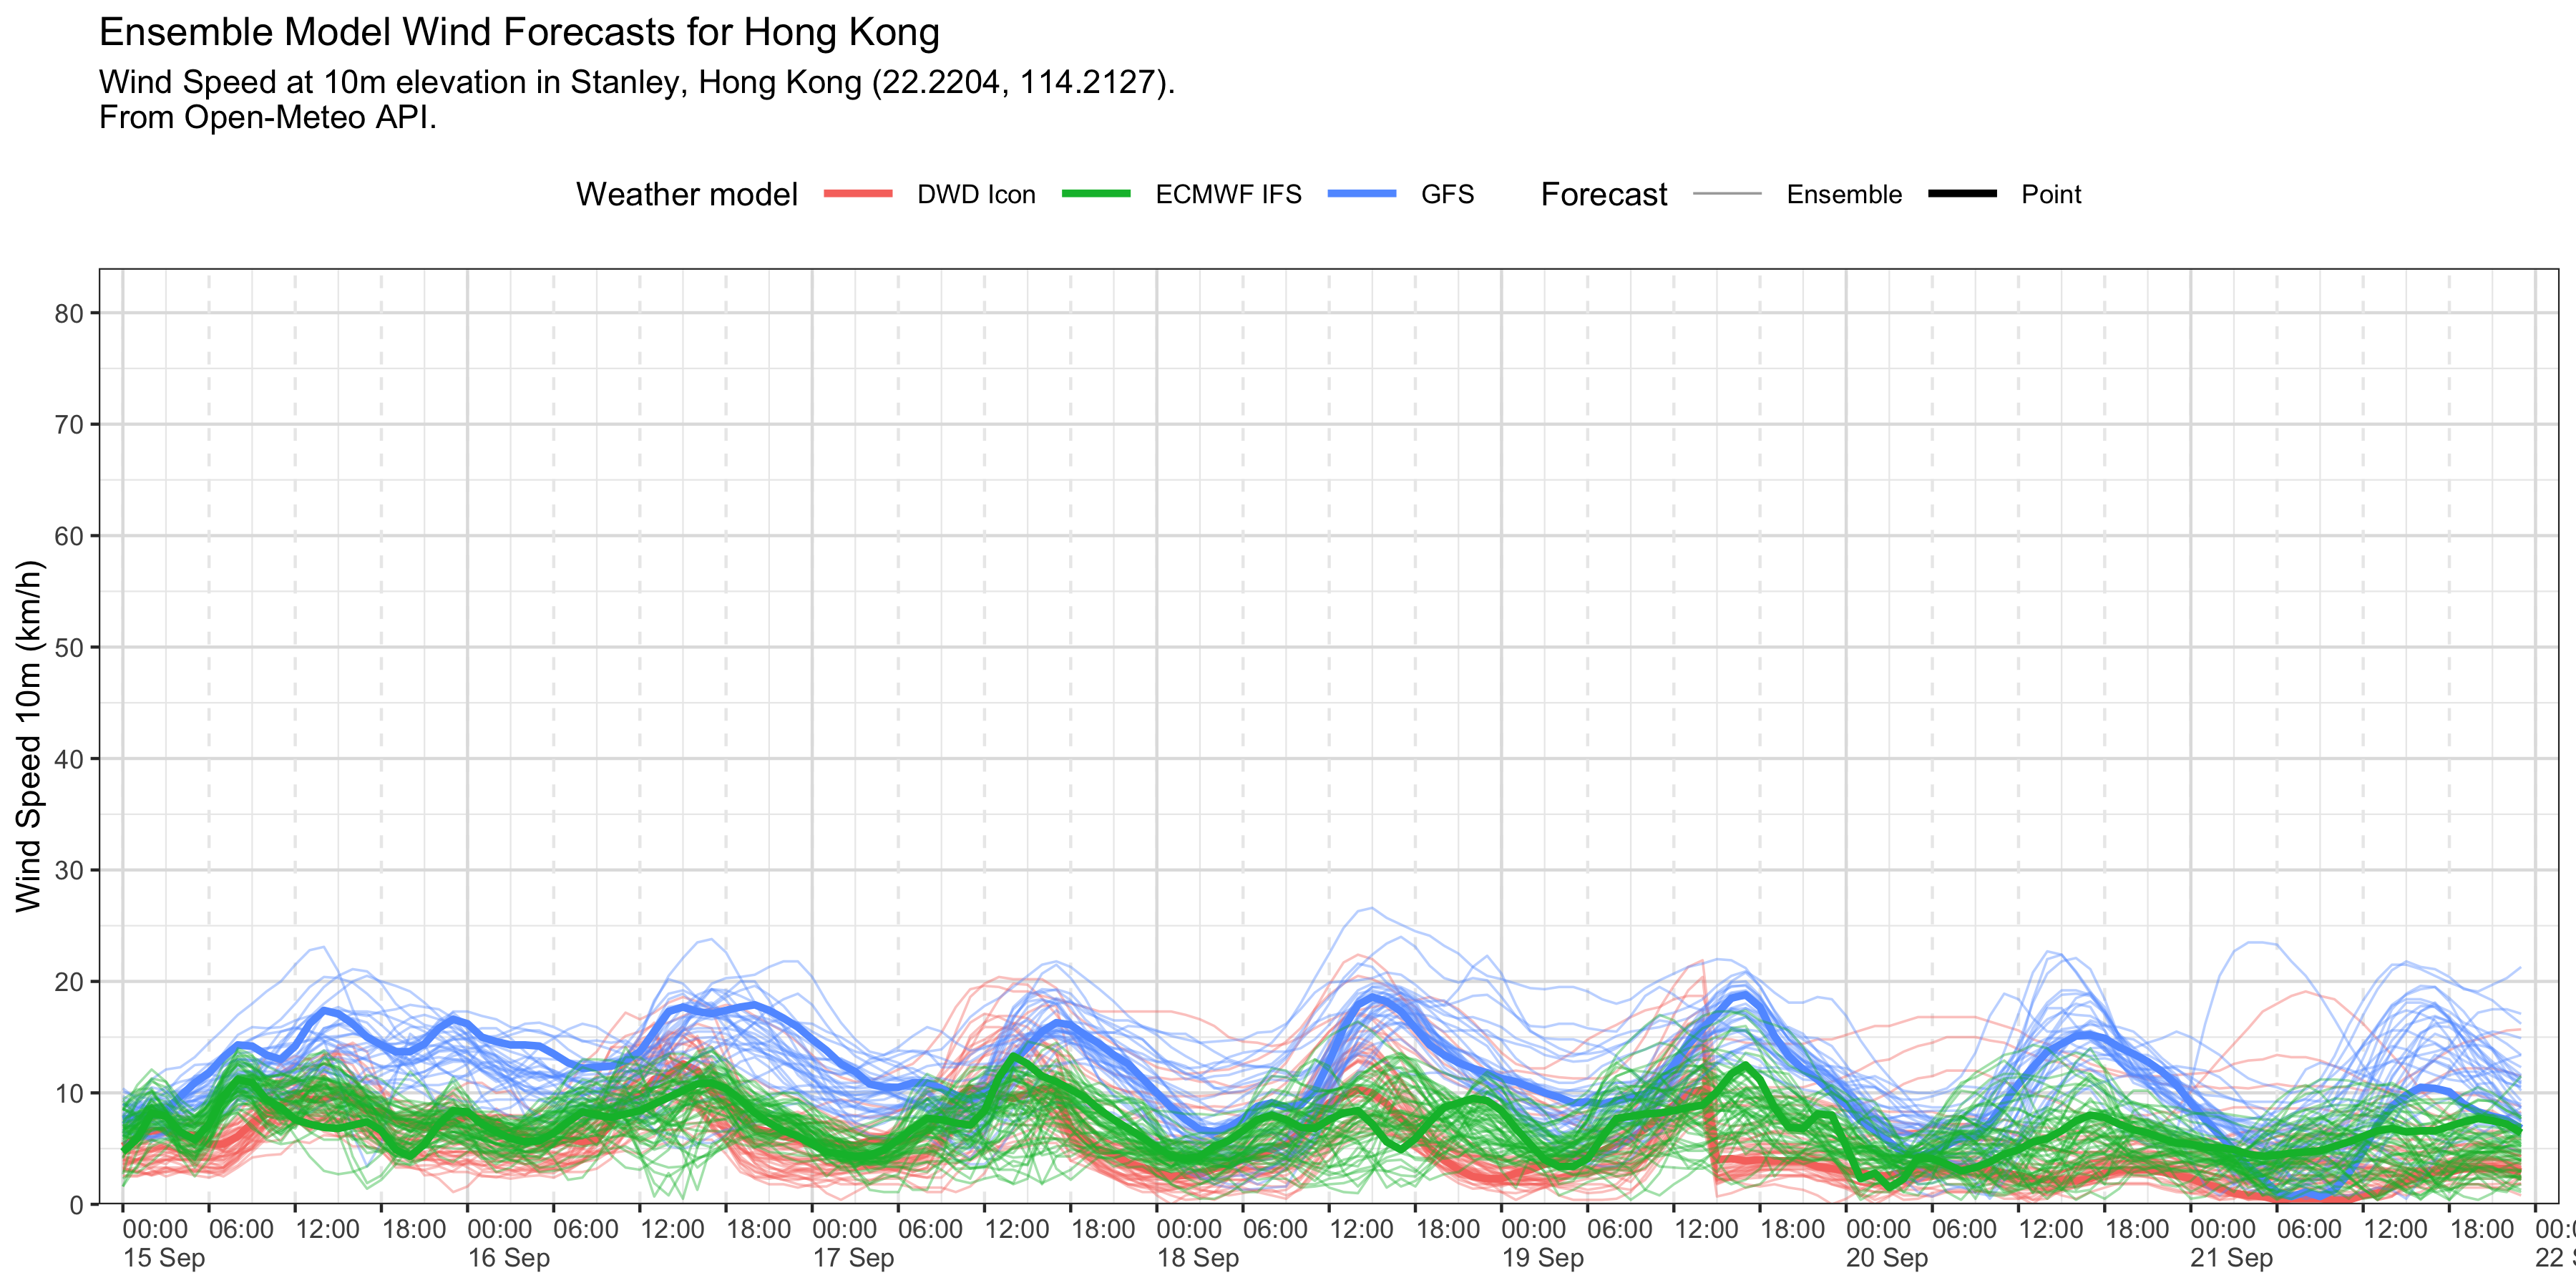 Ensemble Model Wind Forecasts for Hong Kong
Wind Speed at 10m elevation in Stanley, Hong Kong (22.2204, 114.2127).
From Open-Meteo API.
Weather model DWD Icon ECMWF IFS GFS Forecast Ensemble Point
Wind Speed 10m (km/h)
80
70
60
50
40
30
20
10
0
00:00 06:00 12:00 18:00 00:00 06:00 12:00 18:00 00:00 06:00 12:00 18:00 00:00 06:00 12:00 18:00 00:00 06:00 12:00 18:00 00:00 06:00 12:00 18:00 00:00 06:00 12:00 18:00 00:0
15 Sep 16 Sep 17 Sep 18 Sep 19 Sep 20 Sep 21 Sep 22